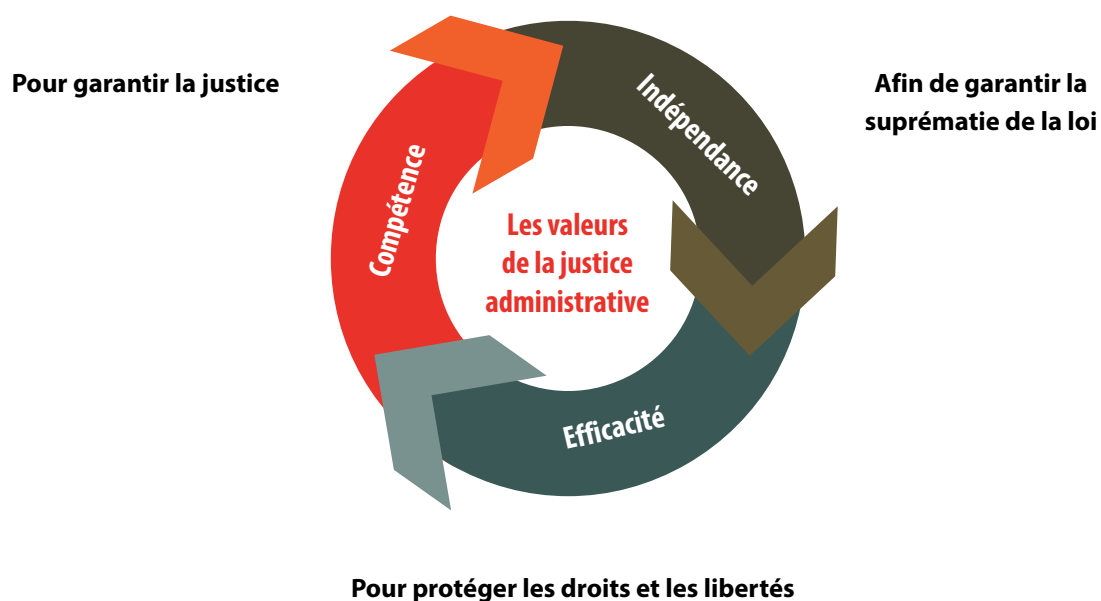 Pour garantir la justice
Afin de garantir la
suprématie de la loi
Indépendance
Compétence
Les valeurs
de la justice
administrative
Efficacité
Pour protéger les droits et les libertés